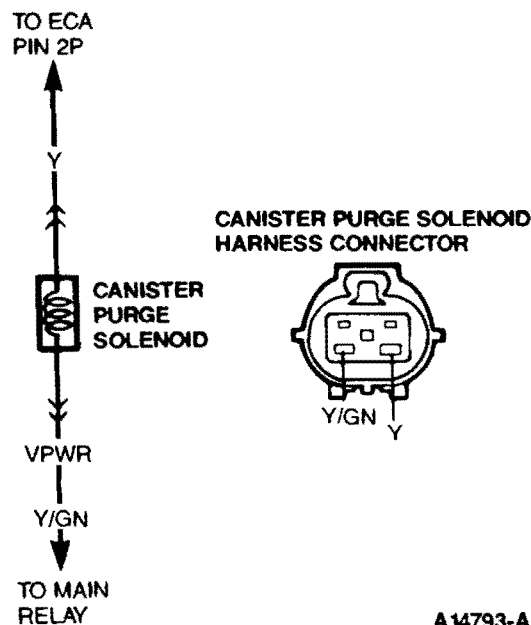 TO ECA
PIN 2P
Y
CANISTER PURGE SOLENOID
HARNESS CONNECTOR
CANISTER
PURGE
SOLENOID
Y/GN
Y
VPWR
Y/GN
TO MAIN
RELAY
A14793-A